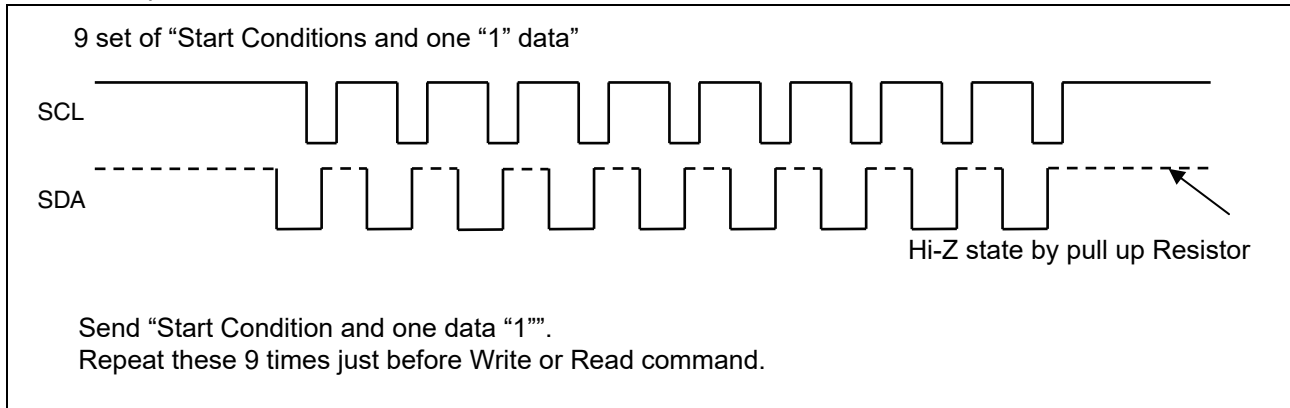 9 set of “Start Conditions and one “1” data”
SCL
SDA
Hi-Z state by pull up Resistor
Send “Start Condition and one data “1””.
Repeat these 9 times just before Write or Read command.